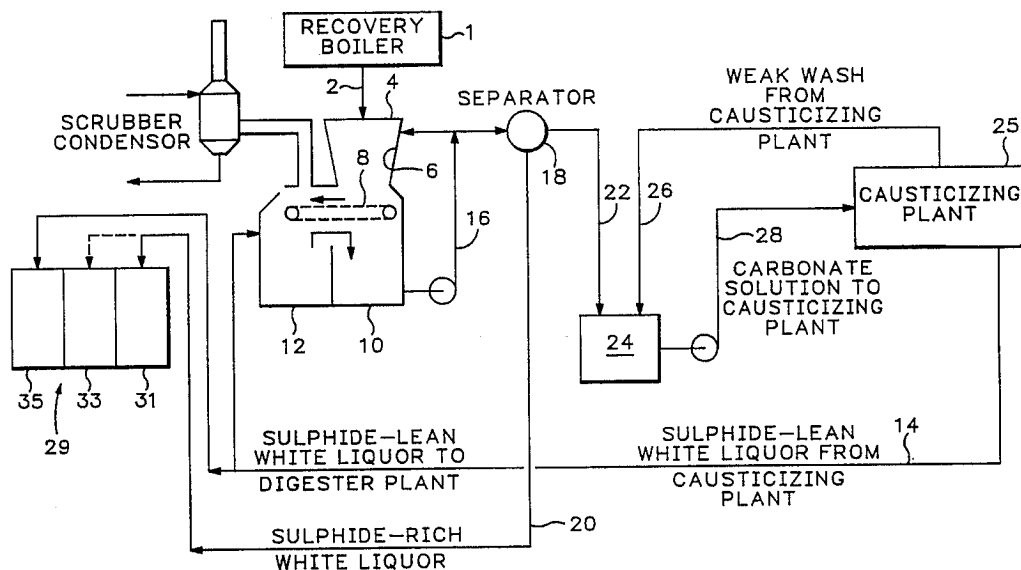 RECOVERY
BOILER
1
2
4
SCRUBBER
CONDENSOR
SEPARATOR
18
6
8
16
12
10
WEAK WASH
FROM
CAUSTICIZING
PLANT
25
CAUSTICIZING
PLANT
22
26
28
CARBONATE
SOLUTION TO
CAUSTICIZING
PLANT
24
35
33
31
29
SULPHIDE-LEAN
WHITE LIQUOR TO
DIGESTER PLANT
SULPHIDE-LEAN
WHITE LIQUOR FROM
CAUSTICIZING
PLANT
14
20
SULPHIDE-RICH
WHITE LIQUOR